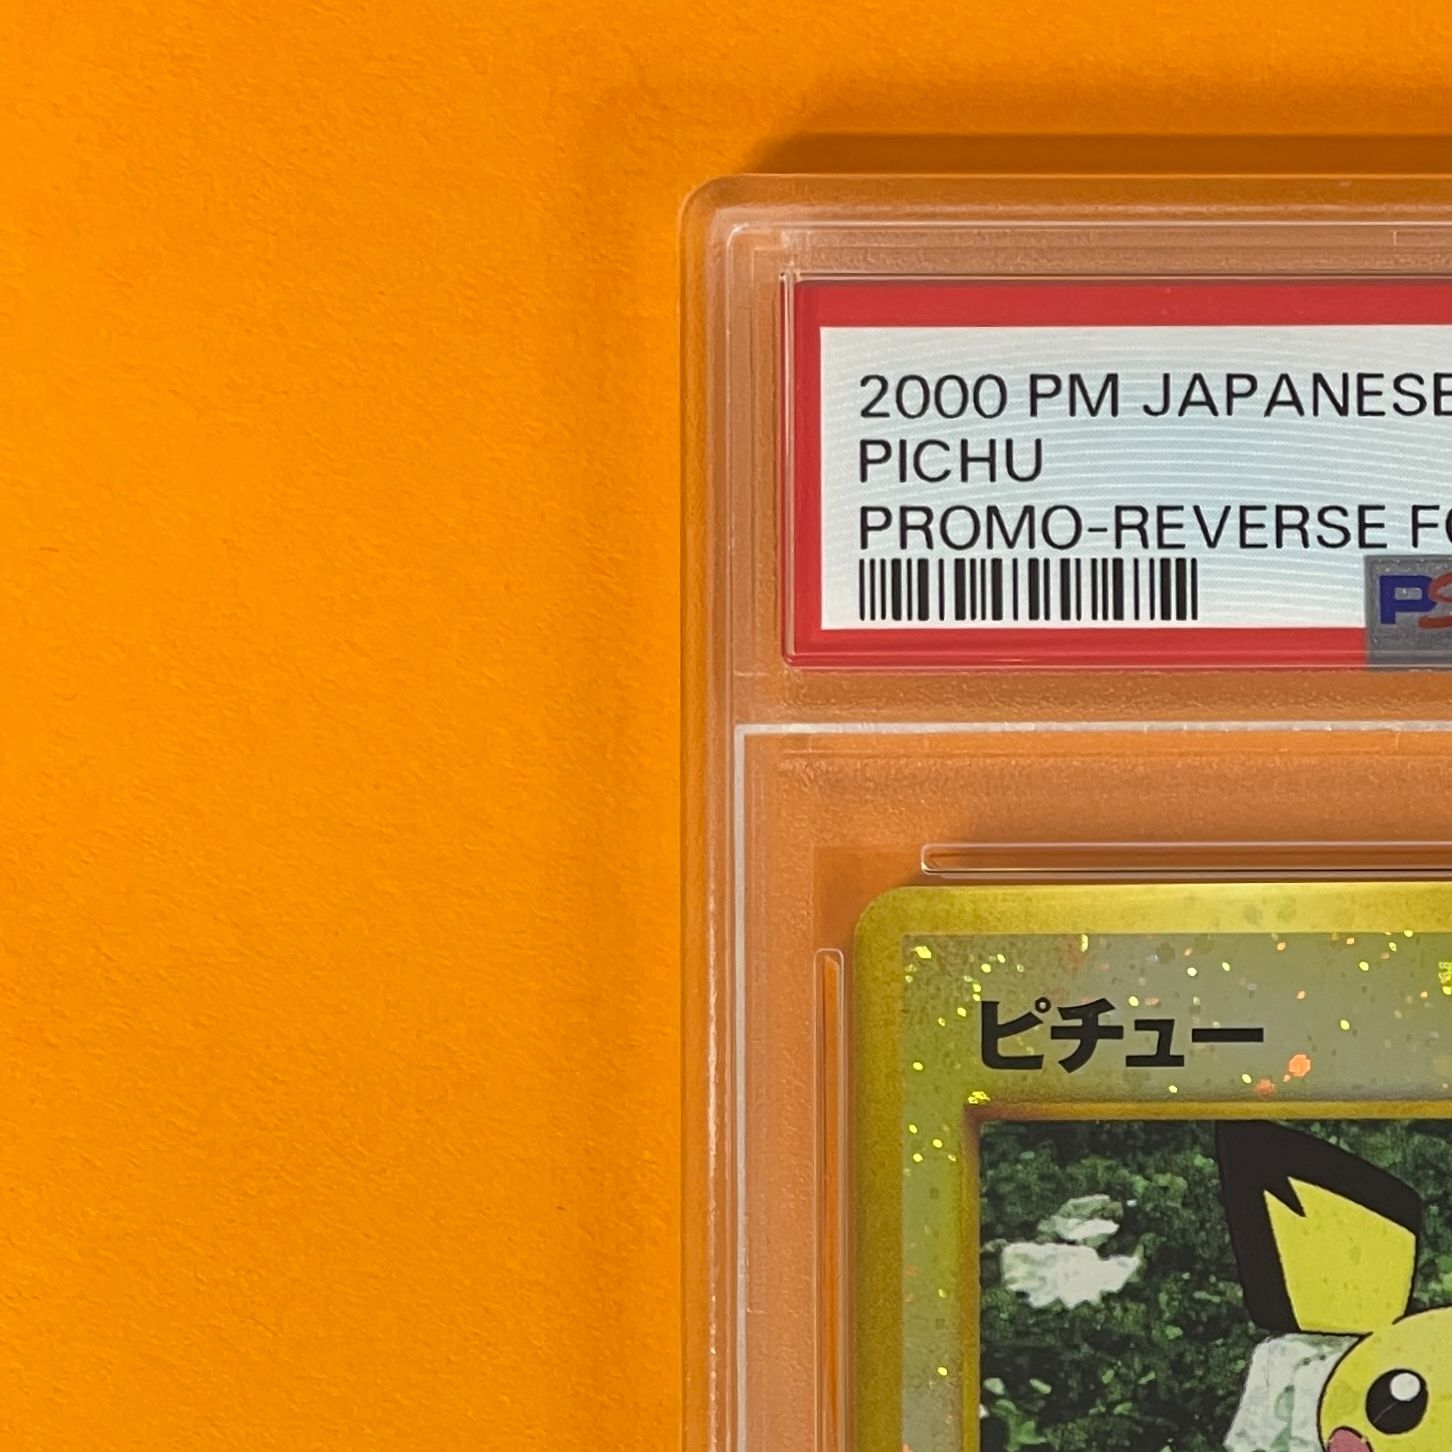 2000 PM JAPANESE
PICHU
PROMO-REVERSE
ピチュー